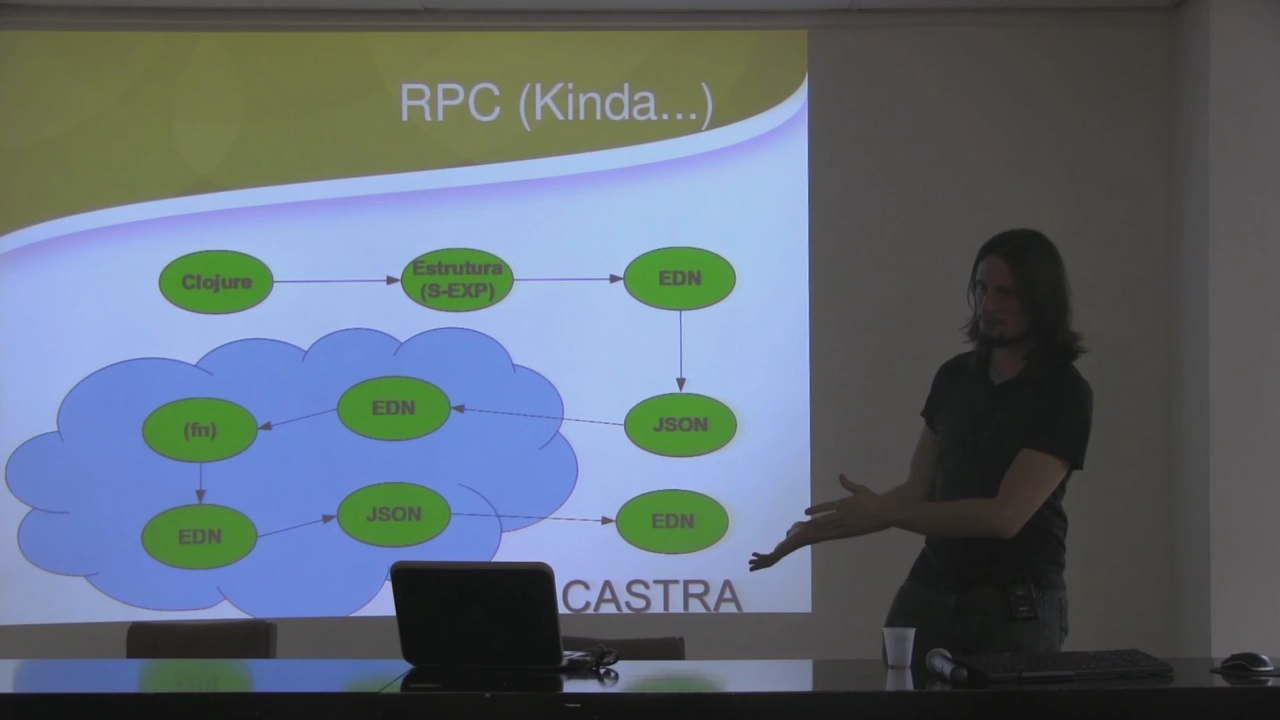 RPC (Kinda...)
Clojure
Estrutura
(S-EXP)
EDN
JSON
EDN
(fn)
EDN
JSON
EDN
CASTRA